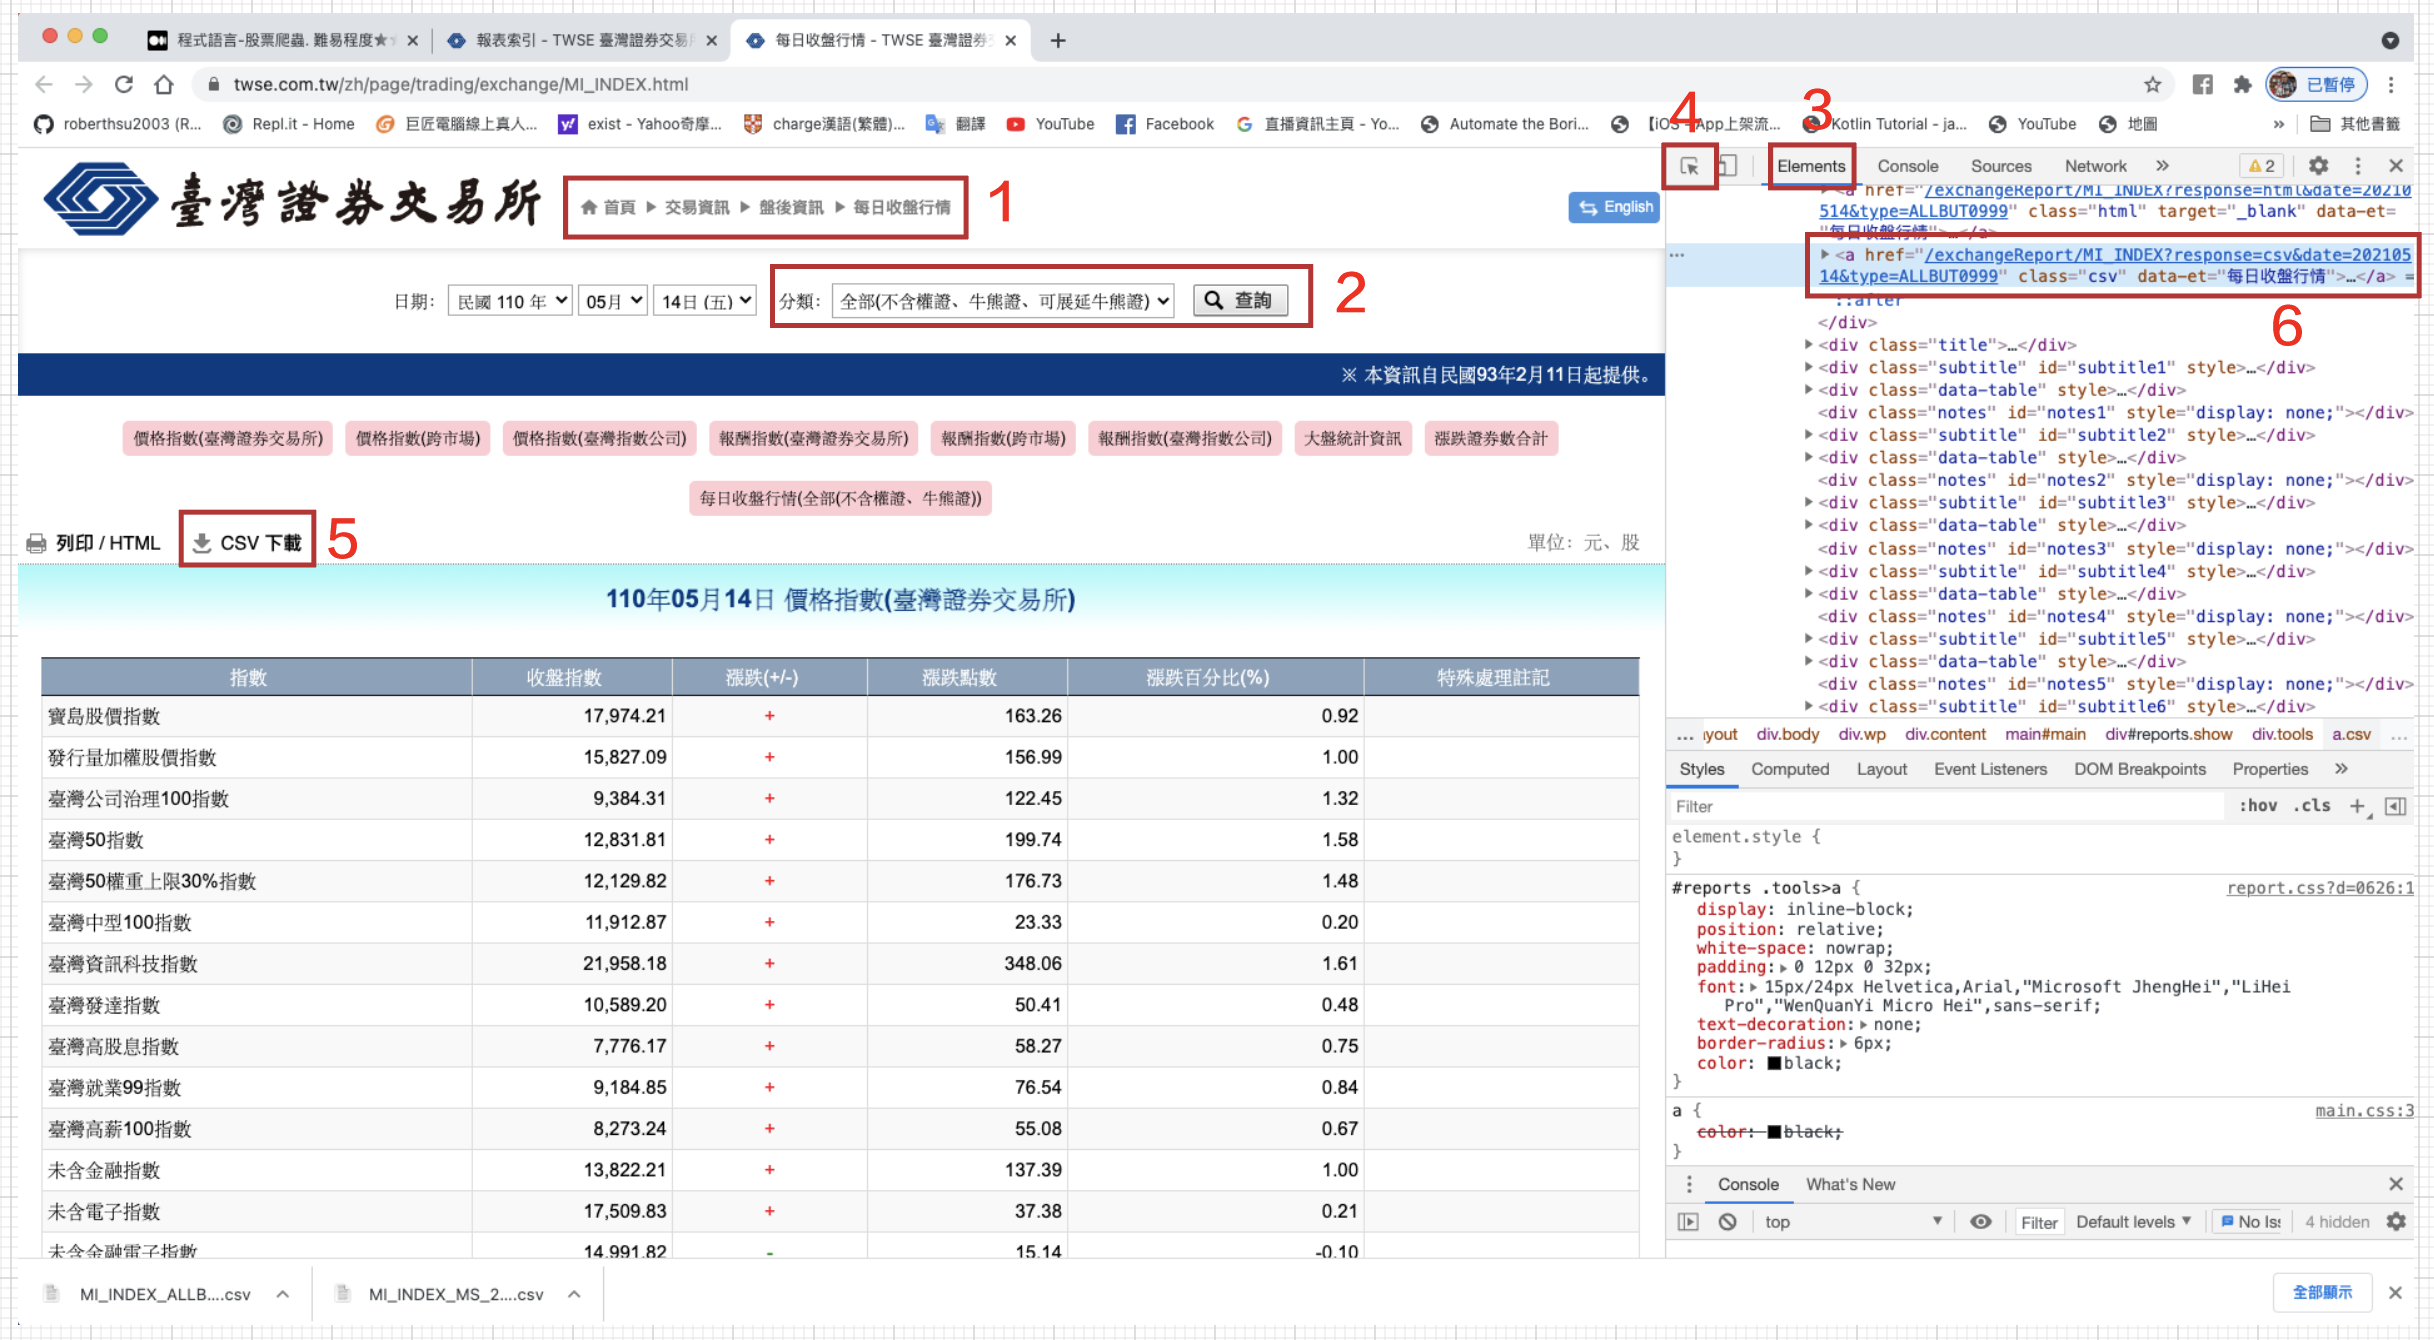 程式語言-股票爬蟲. 難易程度★
報表索引 - TWSE 臺灣證券交易所
每日收盤行情 - TWSE 臺灣證券
twse.com.tw/zh/page/trading/exchange/MI_INDEX.html
已暫停
roberthsu2003 (R...
Repl.it - Home
巨匠電腦線上真人...
exist - Yahoo奇摩...
charge漢語(繁體)...
翻譯
YouTube
Facebook
直播資訊主頁 - Yo...
Automate the Bori...
【iOS App上架流...
Kotlin Tutorial - ja...
YouTube
地圖
»
其他書籤
4
3
臺灣證券交易所
首頁 ▶ 交易資訊 ▶ 盤後資訊 ▶ 每日收盤行情
1
English
日期:
民國 110 年
05月
14日 (五)
分類:
全部(不含權證、牛熊證、可展延牛熊證)
查詢
2
※ 本資訊自民國93年2月11日起提供。
價格指數(臺灣證券交易所)
價格指數(跨市場)
價格指數(臺灣指數公司)
報酬指數(臺灣證券交易所)
報酬指數(跨市場)
報酬指數(臺灣指數公司)
大盤統計資訊
漲跌證券數合計
每日收盤行情(全部(不含權證、牛熊證))
列印 / HTML
CSV 下載
5
單位: 元、股
110年05月14日 價格指數(臺灣證券交易所)
指數 收盤指數 漲跌(+/-) 漲跌點數 漲跌百分比(%) 特殊處理註記
寶島股價指數 17,974.21 + 163.26 0.92
發行量加權股價指數 15,827.09 + 156.99 1.00
臺灣公司治理100指數 9,384.31 + 122.45 1.32
臺灣50指數 12,831.81 + 199.74 1.58
臺灣50權重上限30%指數 12,129.82 + 176.73 1.48
臺灣中型100指數 11,912.87 + 23.33 0.20
臺灣資訊科技指數 21,958.18 + 348.06 1.61
臺灣發達指數 10,589.20 + 50.41 0.48
臺灣高股息指數 7,776.17 + 58.27 0.75
臺灣就業99指數 9,184.85 + 76.54 0.84
臺灣高薪100指數 8,273.24 + 55.08 0.67
未含金融指數 13,822.21 + 137.39 1.00
未含電子指數 17,509.83 + 37.38 0.21
未含金融電子指數 14,991.82 - 15.14 -0.10
Elements Console Sources Network » 2
<a href="/exchangeReport/MI_INDEX?response=html&date=20210
514&type=ALLBUT0999" class="html" target="_blank" data-et=
"每日收盤行情">…</a>
<a href="/exchangeReport/MI_INDEX?response=csv&date=202105
14&type=ALLBUT0999" class="csv" data-et="每日收盤行情">…</a> =
6
::after
</div>
<div class="title">…</div>
<div class="subtitle" id="subtitle1" style>…</div>
<div class="data-table" style>…</div>
<div class="notes" id="notes1" style="display: none;"></div>
<div class="subtitle" id="subtitle2" style>…</div>
<div class="data-table" style>…</div>
<div class="notes" id="notes2" style="display: none;"></div>
<div class="subtitle" id="subtitle3" style>…</div>
<div class="data-table" style>…</div>
<div class="notes" id="notes3" style="display: none;"></div>
<div class="subtitle" id="subtitle4" style>…</div>
<div class="data-table" style>…</div>
<div class="notes" id="notes4" style="display: none;"></div>
<div class="subtitle" id="subtitle5" style>…</div>
<div class="data-table" style>…</div>
<div class="notes" id="notes5" style="display: none;"></div>
<div class="subtitle" id="subtitle6" style>…</div>
... yout div.body div.wp div.content main#main div#reports.show div.tools a.csv ...
Styles Computed Layout Event Listeners DOM Breakpoints Properties »
Filter :hov .cls +
element.style {
}
#reports .tools>a { report.css?d=0626:1
display: inline-block;
position: relative;
white-space: nowrap;
padding: 0 12px 0 32px;
font: 15px/24px Helvetica,Arial,"Microsoft JhengHei","LiHei
Pro","WenQuanYi Micro Hei",sans-serif;
text-decoration: none;
border-radius: 6px;
color: black;
}
a { main.css:3
color: black;
}
Console What's New
top Filter Default levels ▼ No Iss 4 hidden
MI_INDEX_ALLB....csv
MI_INDEX_MS_2....csv
全部顯示